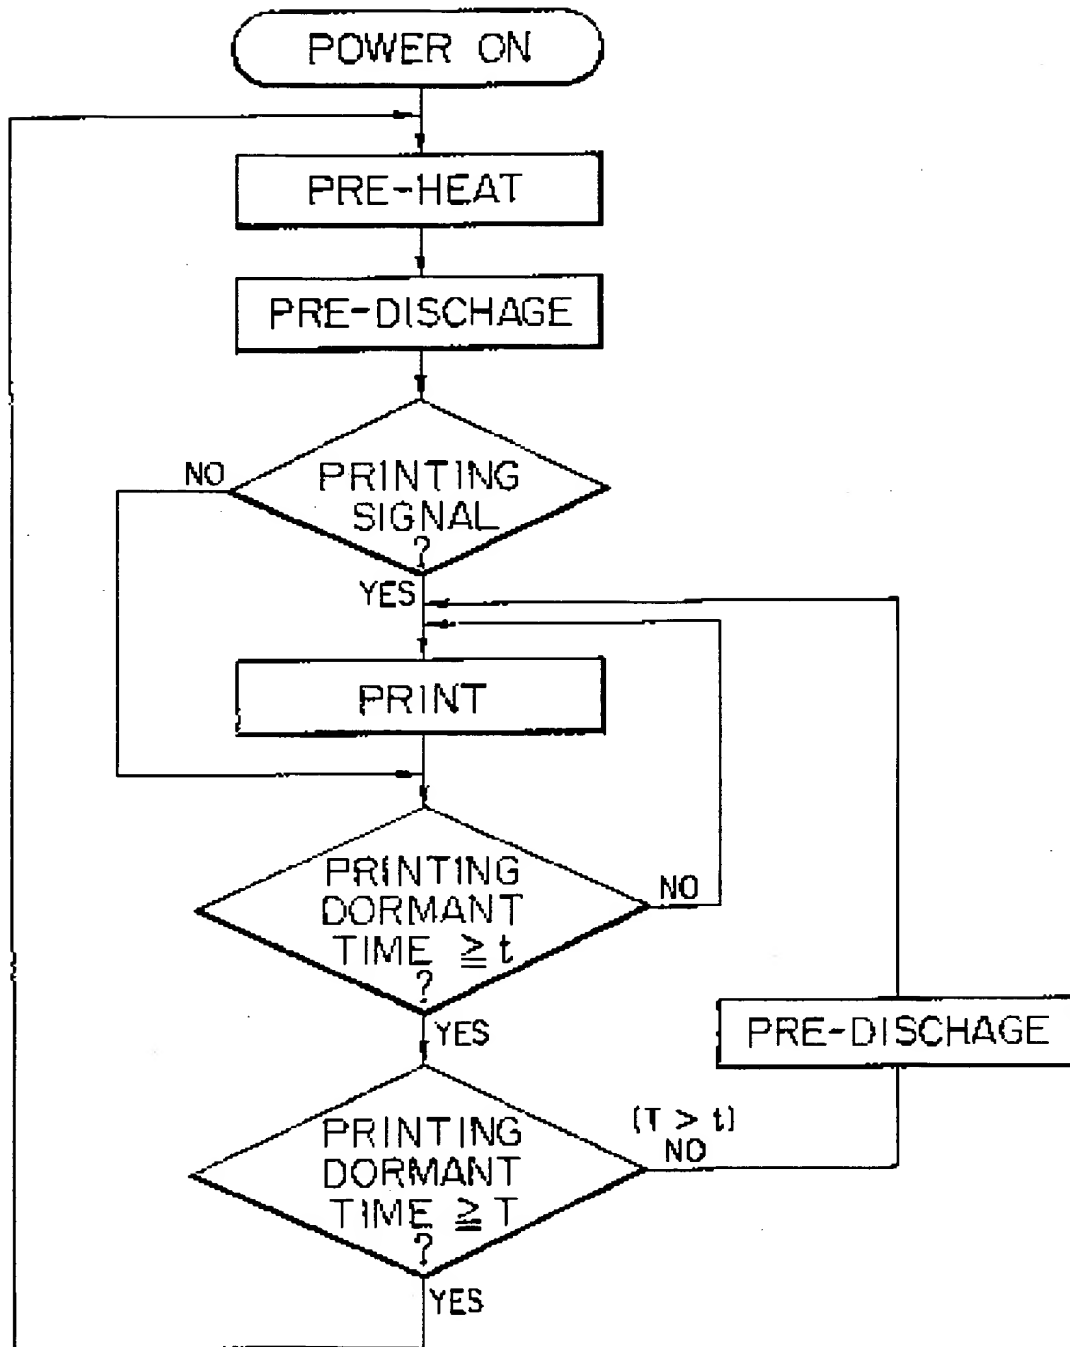 POWER ON
PRE-HEAT
PRE-DISCHAGE
NO
PRINTING
SIGNAL
?
YES
PRINT
PRINTING
DORMANT
TIME ≧ t
?
NO
YES
PRE-DISCHAGE
PRINTING
DORMANT
TIME ≧ T
?
(T > t)
NO
YES